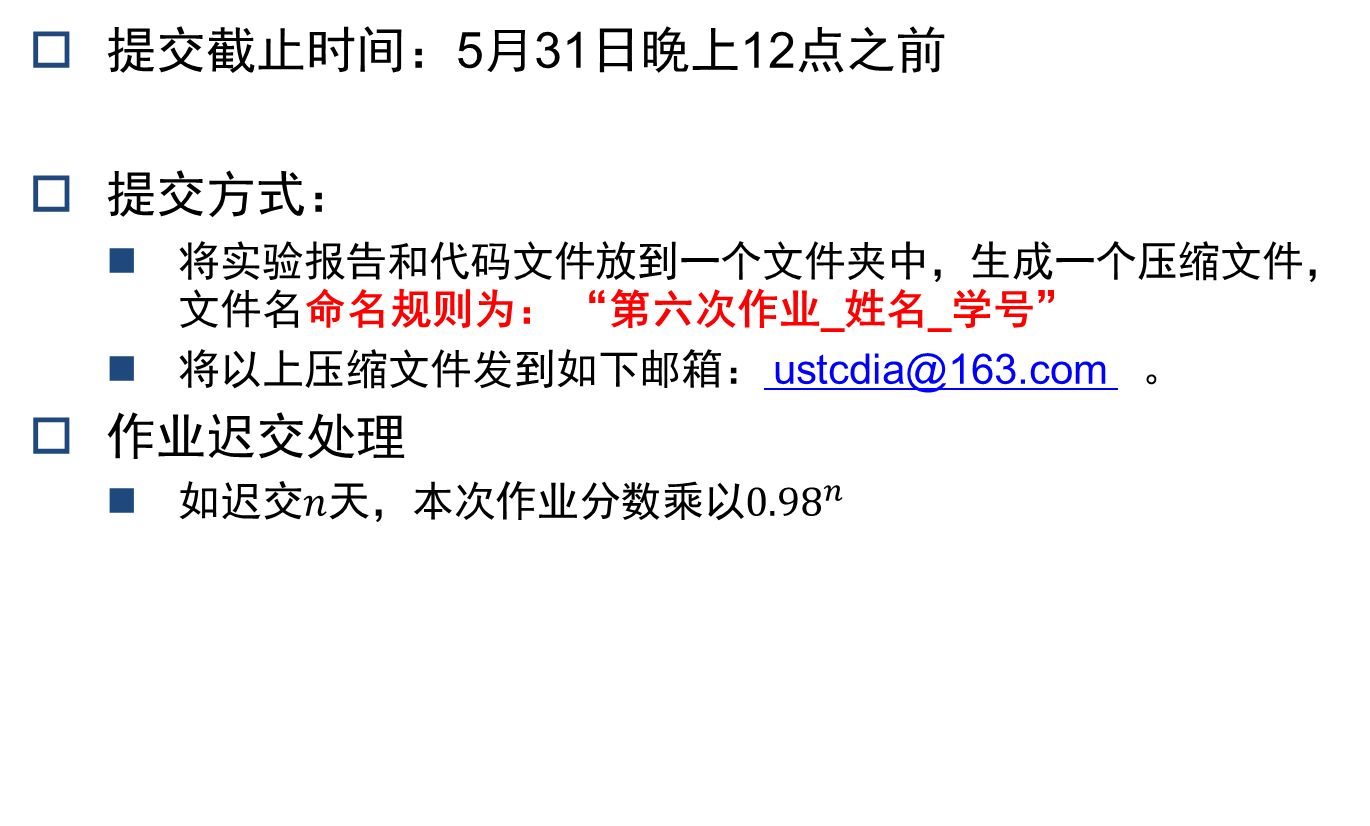 提交截止时间：5月31日晚上12点之前
提交方式：
将实验报告和代码文件放到一个文件夹中，生成一个压缩文件，
文件名命名规则为：“第六次作业_姓名_学号”
将以上压缩文件发到如下邮箱： ustcdia@163.com 。
作业迟交处理
如迟交n天，本次作业分数乘以0.98ⁿ